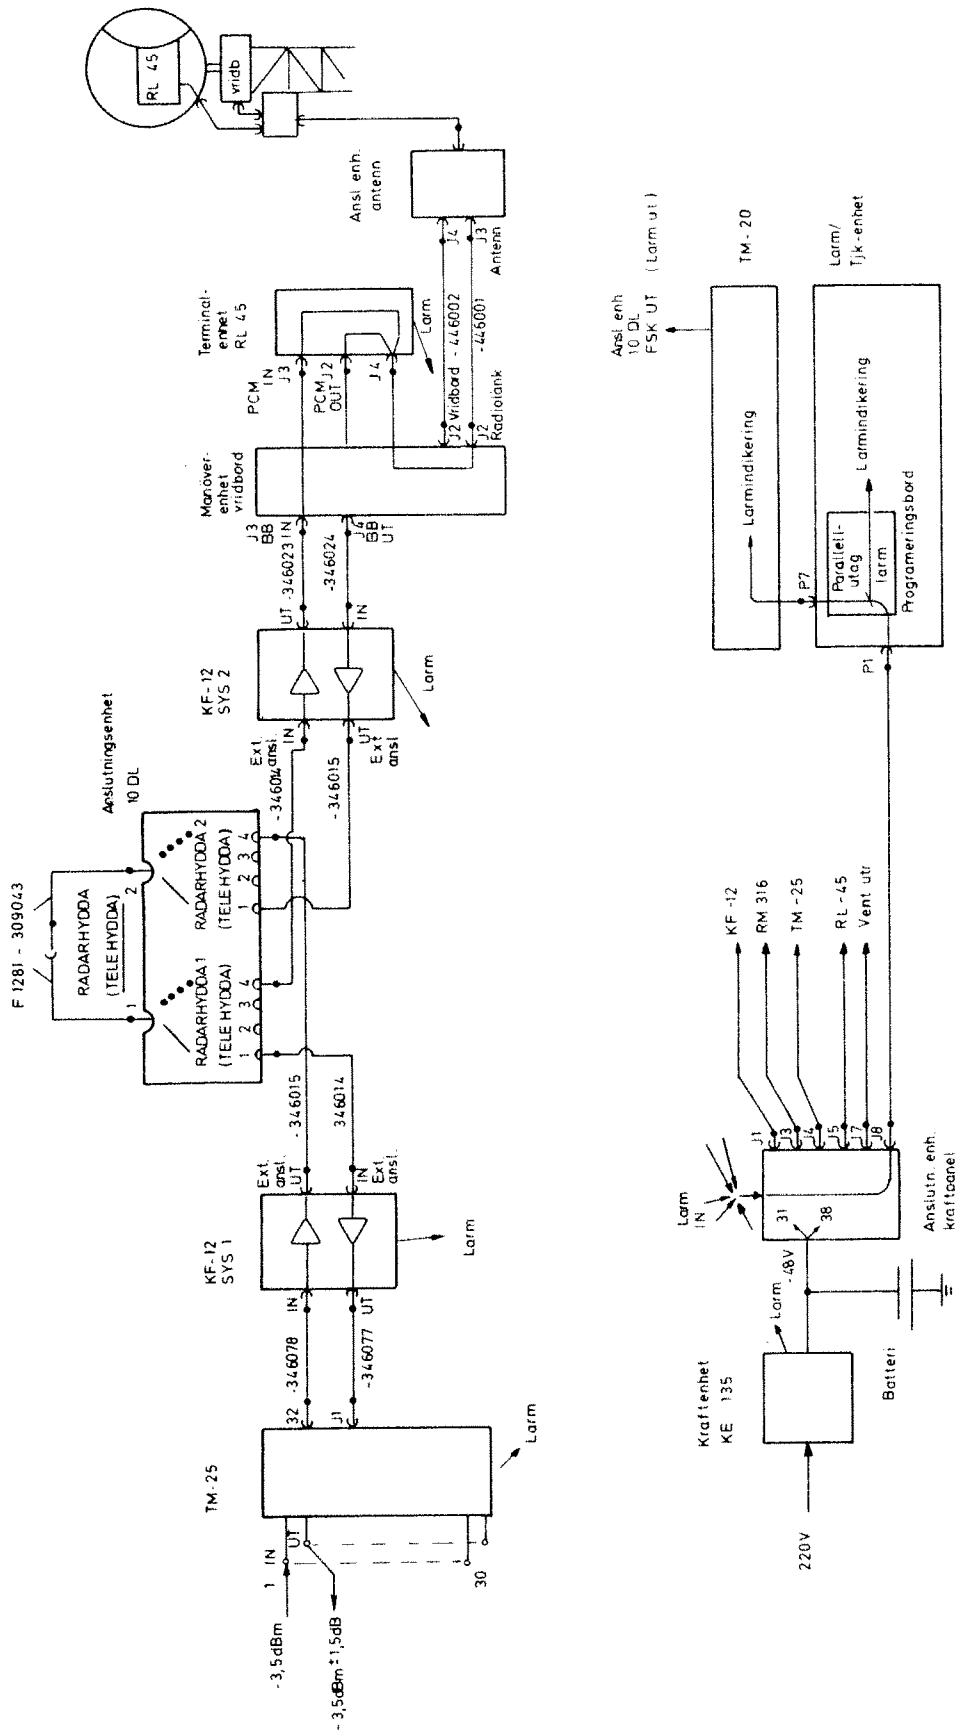 F 1281 - 309043
RADARHYDDA
(TELE HYDDA)
1
2
Anslutningsenhet
10 DL
RADARHYDDA 1
(TELE HYDDA)
RADARHYDDA 2
(TELE HYDDA)
1 2 3 4
1 2 3 4
TM-25
1 IN
UT
30
-3,5dBm
-3,5dBm ± 1,5dB
Larm
32
-346078
IN
J1
-346077
UT
KF-12
SYS 1
Larm
Ext.
ansl.
UT
-346015
IN
Ext.
ansl.
346014
-346014
Ext.
ansl.
IN
-346015
UT
Ext
ansl
KF-12
SYS 2
Larm
UT
-346023
J3
BB IN
IN
-346024
J4
BB
UT
Manöver-
enhet
vridbord
PCM
IN
J3
PCM
OUT
J2
J4
Terminal-
enhet
RL 45
Larm
J2 Vridbord - 446002
J4
J2
Radiolänk
-446001
J3
Antenn
Ansl enh.
antenn
RL 45
vridb
220V
Kraftenhet
KE 135
Larm
-48V
Batteri
Larm
IN
31
38
Anslutn. enh.
kraftpanel
J1
J3
J4
J5
J7
J8
KF-12
RM 316
TM-25
RL-45
Vent utr
P1
P7
Parallell-
utag
larm
Programeringsbord
Larmindikering
Larm/
Tjk-enhet
Larmindikering
TM-20
Ansl enh
10 DL
FSK UT (Larm ut)